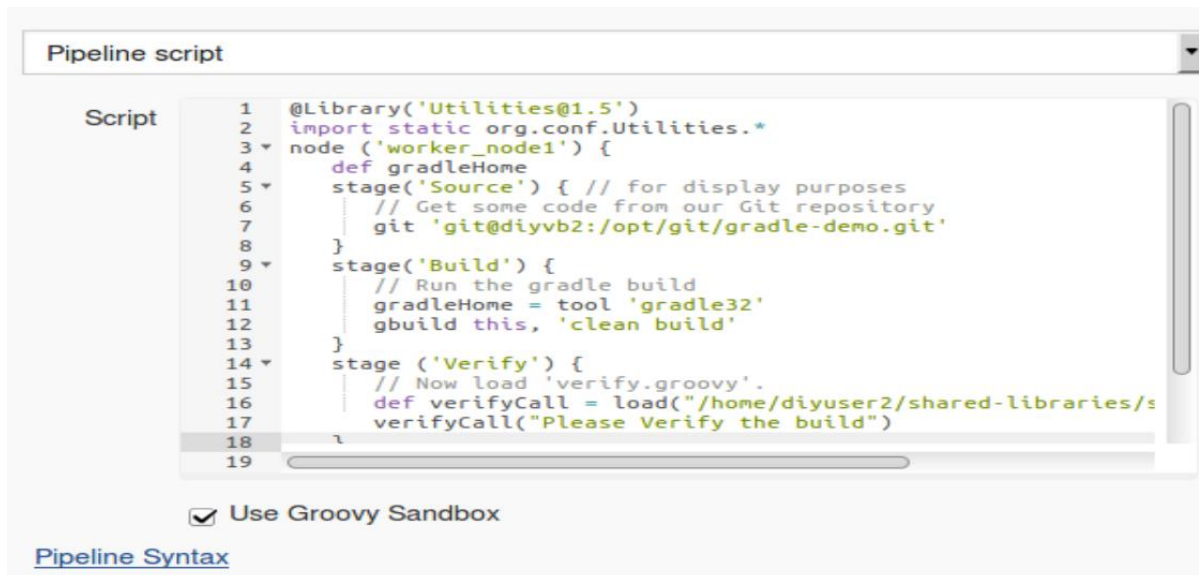 Pipeline script
Script
1 @Library('Utilities@1.5')
2 import static org.conf.Utilities.*
3 node ('worker_node1') {
4 def gradleHome
5 stage('Source') { // for display purposes
6 // Get some code from our Git repository
7 git 'git@diyvb2:/opt/git/gradle-demo.git'
8 }
9 stage('Build') {
10 // Run the gradle build
11 gradleHome = tool 'gradle32'
12 gbuild this, 'clean build'
13 }
14 stage ('Verify') {
15 // Now load 'verify.groovy'.
16 def verifyCall = load("/home/diyuser2/shared-libraries/s
17 verifyCall("Please Verify the build")
18 }
19
Use Groovy Sandbox
Pipeline Syntax